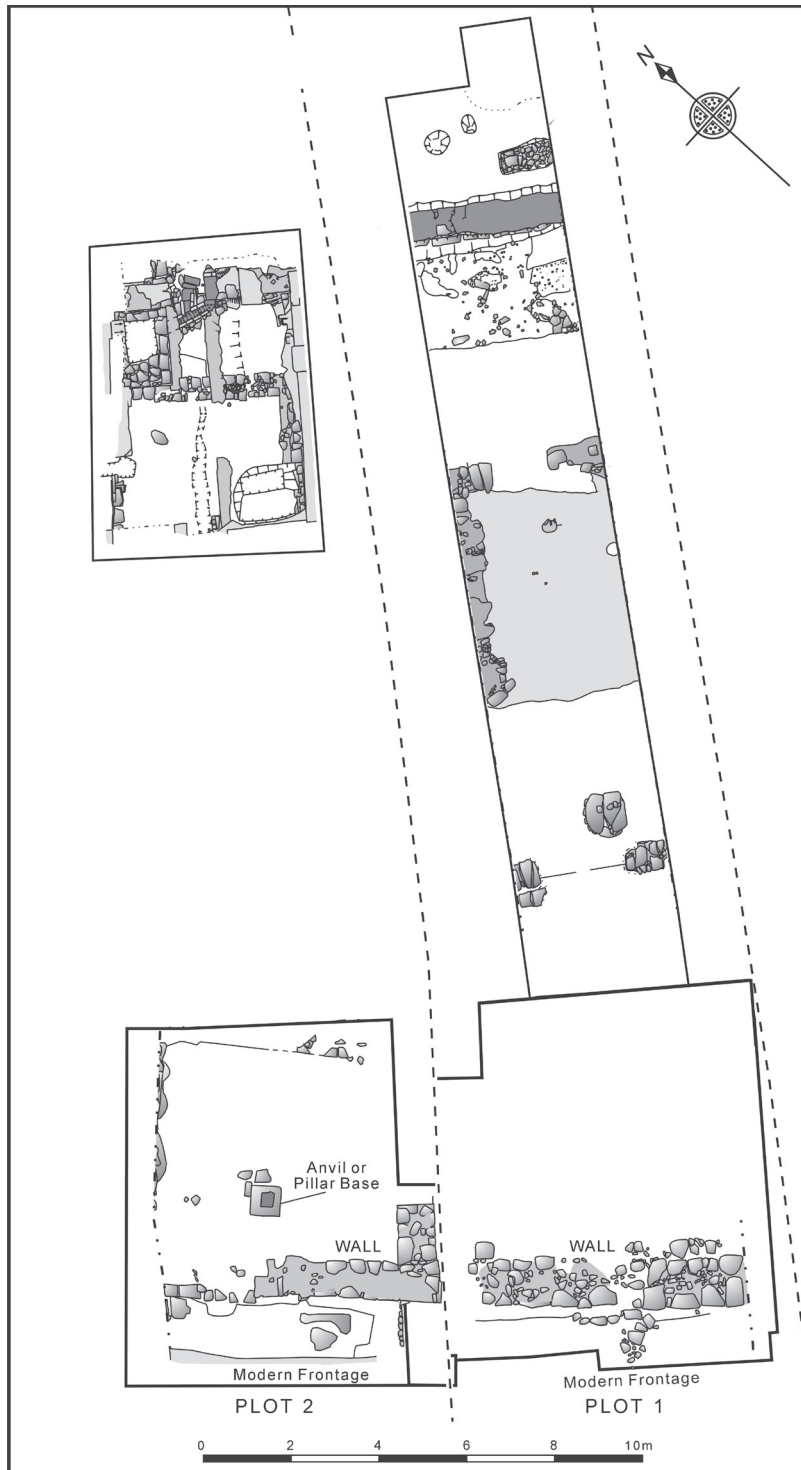 N
Anvil or
Pillar Base
WALL
WALL
Modern Frontage
Modern Frontage
PLOT 2
PLOT 1
0 2 4 6 8 10m